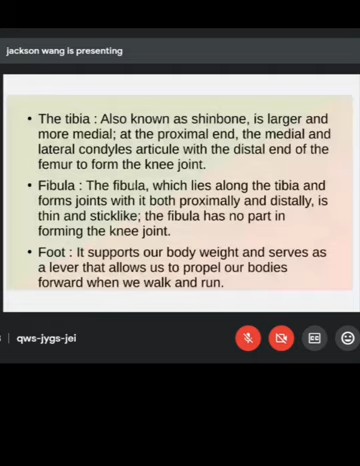 jackson wang is presenting
• The tibia : Also known as shinbone, is larger and
more medial; at the proximal end, the medial and
lateral condyles articule with the distal end of the
femur to form the knee joint.
• Fibula : The fibula, which lies along the tibia and
forms joints with it both proximally and distally, is
thin and sticklike; the fibula has no part in
forming the knee joint.
• Foot : It supports our body weight and serves as
a lever that allows us to propel our bodies
forward when we walk and run.
| qws-jygs-jei
CC